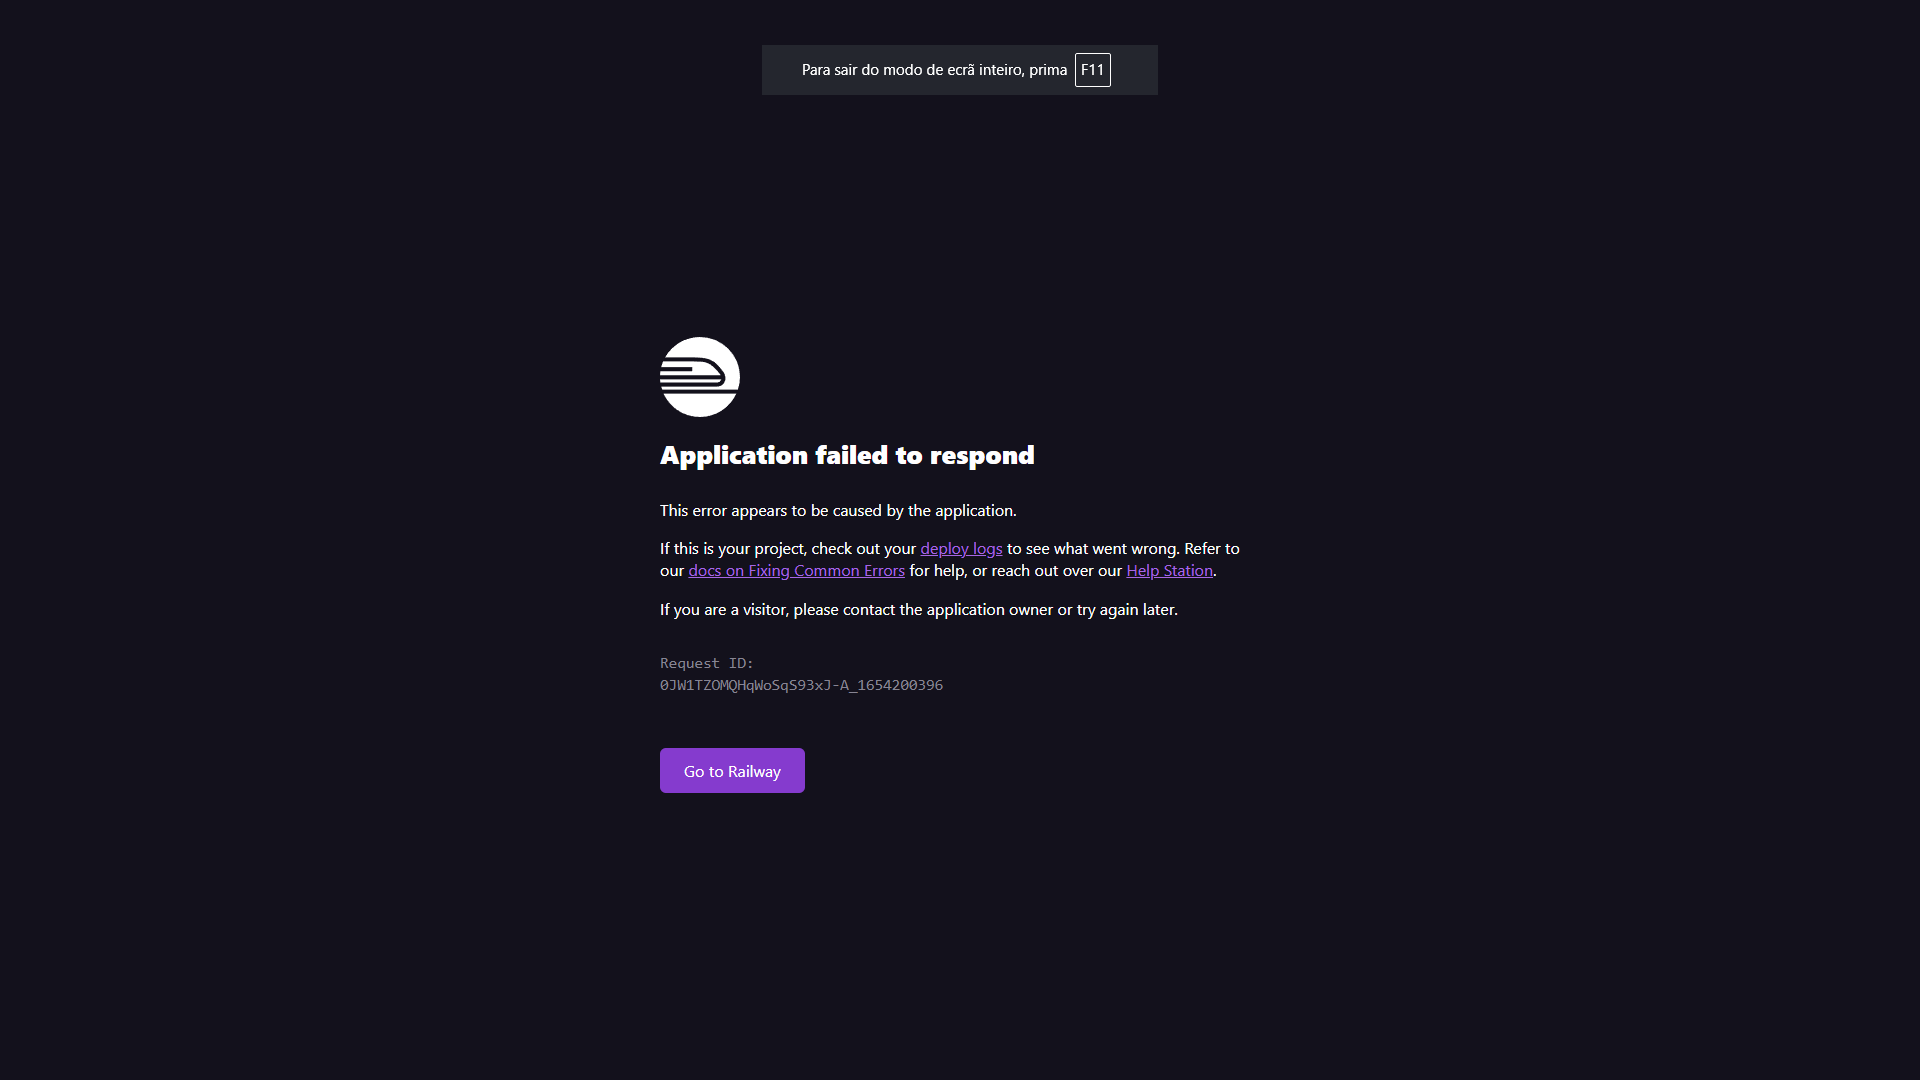 Para sair do modo de ecrã inteiro, prima F11
Application failed to respond
This error appears to be caused by the application.
If this is your project, check out your deploy logs to see what went wrong. Refer to
our docs on Fixing Common Errors for help, or reach out over our Help Station.
If you are a visitor, please contact the application owner or try again later.
Request ID:
0JW1TZOMQHqWoSqS93xJ-A_1654200396
Go to Railway